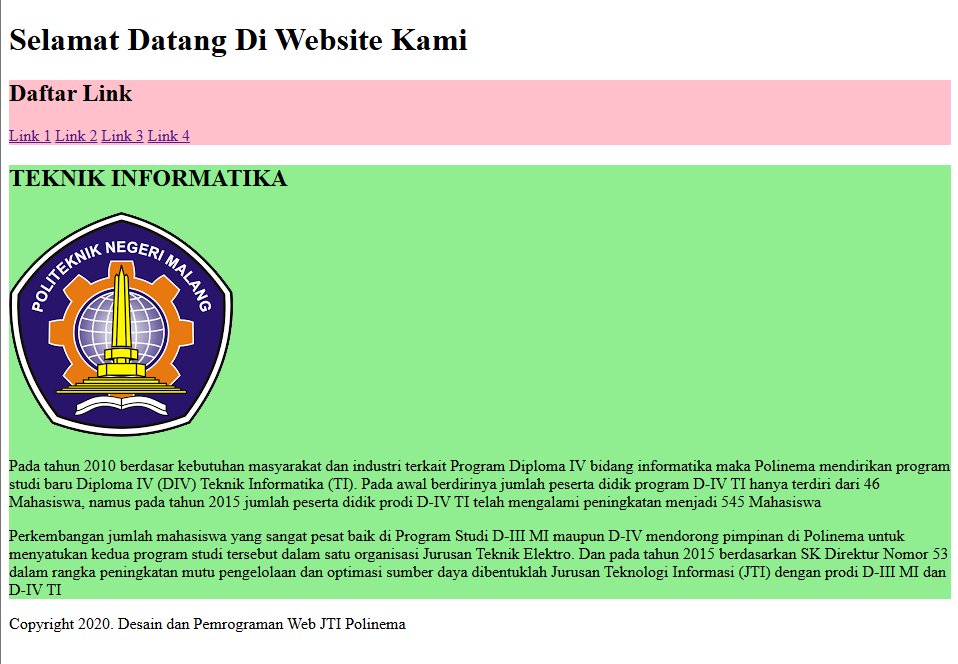 Selamat Datang Di Website Kami
Daftar Link
Link 1 Link 2 Link 3 Link 4
TEKNIK INFORMATIKA
POLITEKNIK NEGERI MALANG
Pada tahun 2010 berdasar kebutuhan masyarakat dan industri terkait Program Diploma IV bidang informatika maka Polinema mendirikan program
studi baru Diploma IV (DIV) Teknik Informatika (TI). Pada awal berdirinya jumlah peserta didik program D-IV TI hanya terdiri dari 46
Mahasiswa, namus pada tahun 2015 jumlah peserta didik prodi D-IV TI telah mengalami peningkatan menjadi 545 Mahasiswa
Perkembangan jumlah mahasiswa yang sangat pesat baik di Program Studi D-III MI maupun D-IV mendorong pimpinan di Polinema untuk
menyatukan kedua program studi tersebut dalam satu organisasi Jurusan Teknik Elektro. Dan pada tahun 2015 berdasarkan SK Direktur Nomor 53
dalam rangka peningkatan mutu pengelolaan dan optimasi sumber daya dibentuklah Jurusan Teknologi Informasi (JTI) dengan prodi D-III MI dan
D-IV TI
Copyright 2020. Desain dan Pemrograman Web JTI Polinema